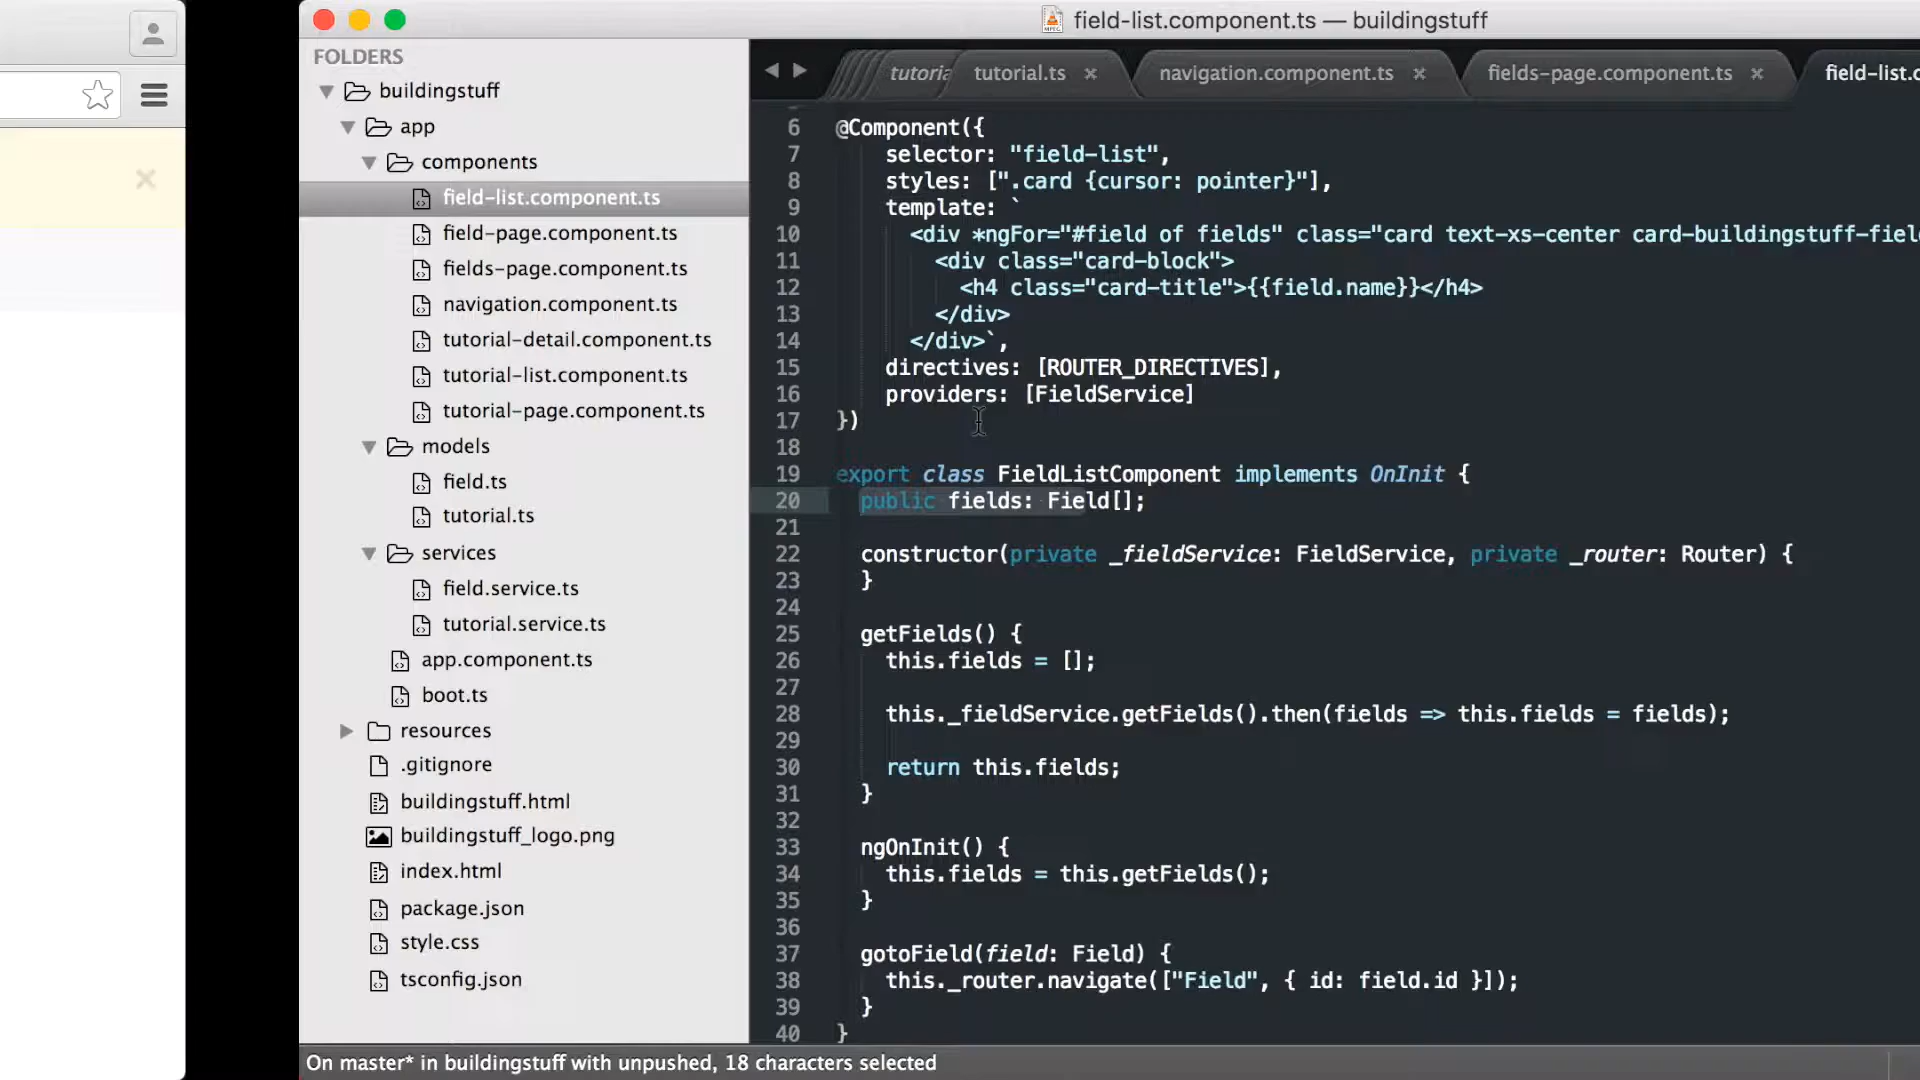 field-list.component.ts — buildingstuff
FOLDERS
buildingstuff
app
components
field-list.component.ts
field-page.component.ts
fields-page.component.ts
navigation.component.ts
tutorial-detail.component.ts
tutorial-list.component.ts
tutorial-page.component.ts
models
field.ts
tutorial.ts
services
field.service.ts
tutorial.service.ts
app.component.ts
boot.ts
resources
.gitignore
buildingstuff.html
buildingstuff_logo.png
index.html
package.json
style.css
tsconfig.json
tutoria tutorial.ts × navigation.component.ts × fields-page.component.ts × field-list.c
6 @Component({
7 selector: "field-list",
8 styles: [".card {cursor: pointer}"],
9 template: `
10 <div *ngFor="#field of fields" class="card text-xs-center card-buildingstuff-fiel
11 <div class="card-block">
12 <h4 class="card-title">{{field.name}}</h4>
13 </div>
14 </div>`,
15 directives: [ROUTER_DIRECTIVES],
16 providers: [FieldService]
17 })
18
19 export class FieldListComponent implements OnInit {
20 public fields: Field[];
21
22 constructor(private _fieldService: FieldService, private _router: Router) {
23 }
24
25 getFields() {
26 this.fields = [];
27
28 this._fieldService.getFields().then(fields => this.fields = fields);
29
30 return this.fields;
31 }
32
33 ngOnInit() {
34 this.fields = this.getFields();
35 }
36
37 gotoField(field: Field) {
38 this._router.navigate(["Field", { id: field.id }]);
39 }
40 }
On master* in buildingstuff with unpushed, 18 characters selected